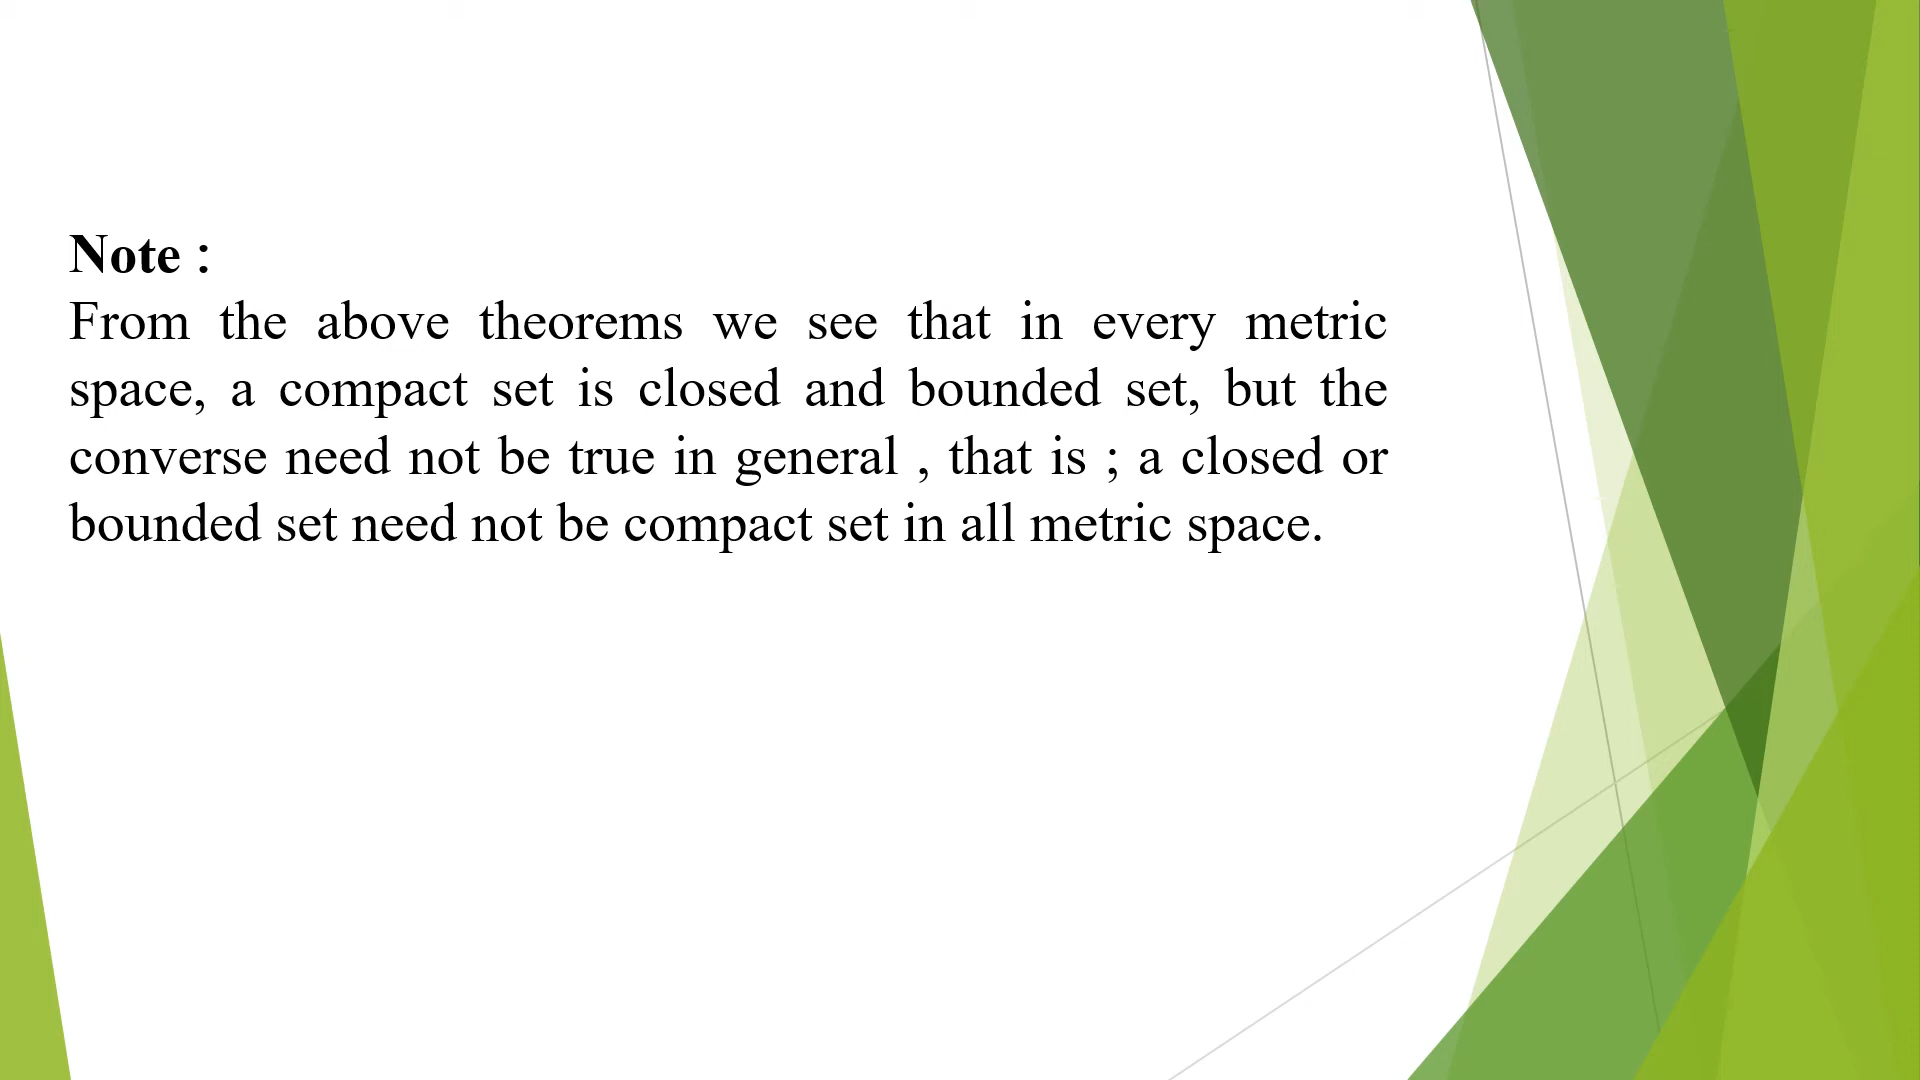 Note :
From the above theorems we see that in every metric
space, a compact set is closed and bounded set, but the
converse need not be true in general , that is ; a closed or
bounded set need not be compact set in all metric space.